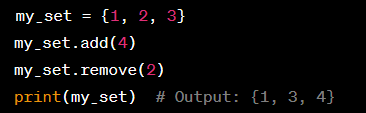 my_set = {1, 2, 3}
my_set.add(4)
my_set.remove(2)
print(my_set)  # Output: {1, 3, 4}